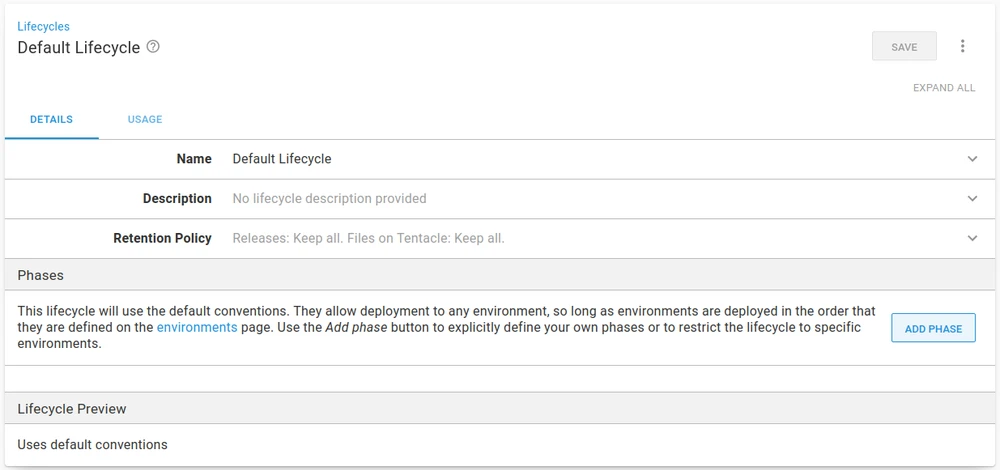 Lifecycles
Default Lifecycle
SAVE
EXPAND ALL
DETAILS USAGE
Name Default Lifecycle
Description No lifecycle description provided
Retention Policy Releases: Keep all. Files on Tentacle: Keep all.
Phases
This lifecycle will use the default conventions. They allow deployment to any environment, so long as environments are deployed in the order that
they are defined on the environments page. Use the Add phase button to explicitly define your own phases or to restrict the lifecycle to specific
environments.
ADD PHASE
Lifecycle Preview
Uses default conventions